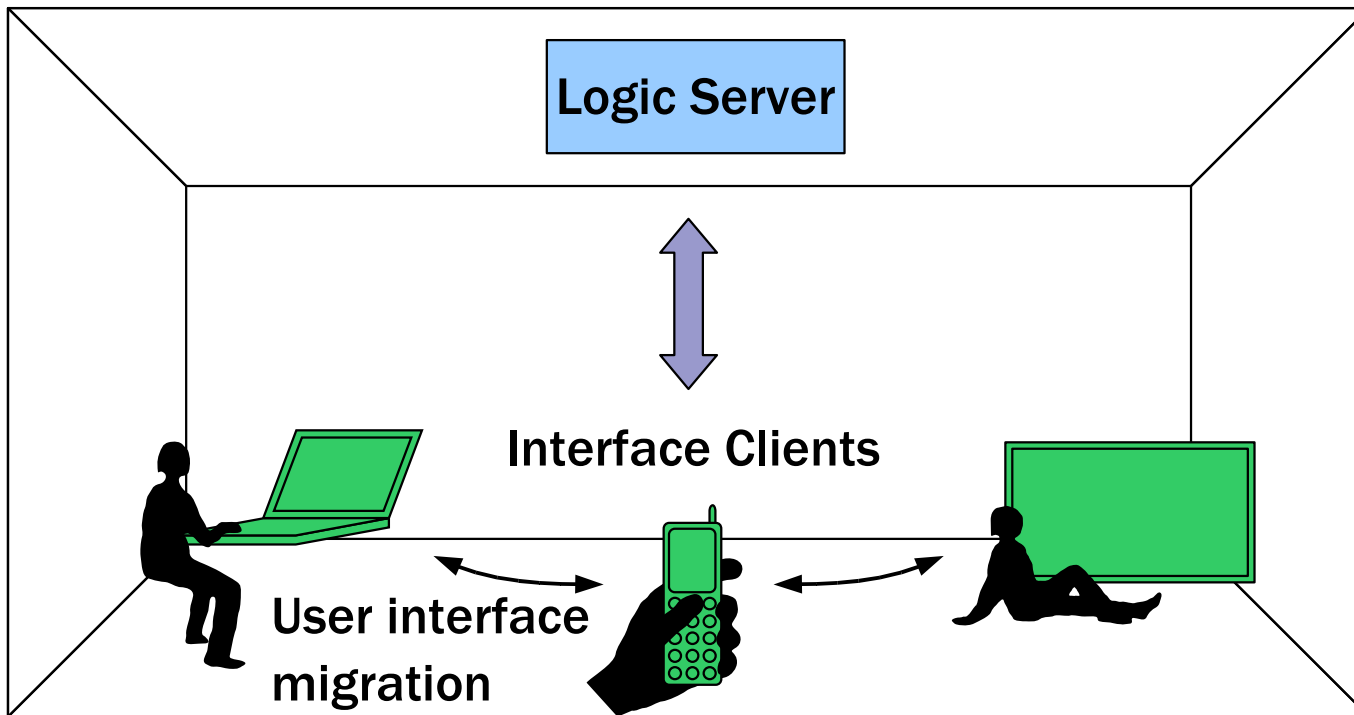 Logic Server
Interface Clients
User interface
migration